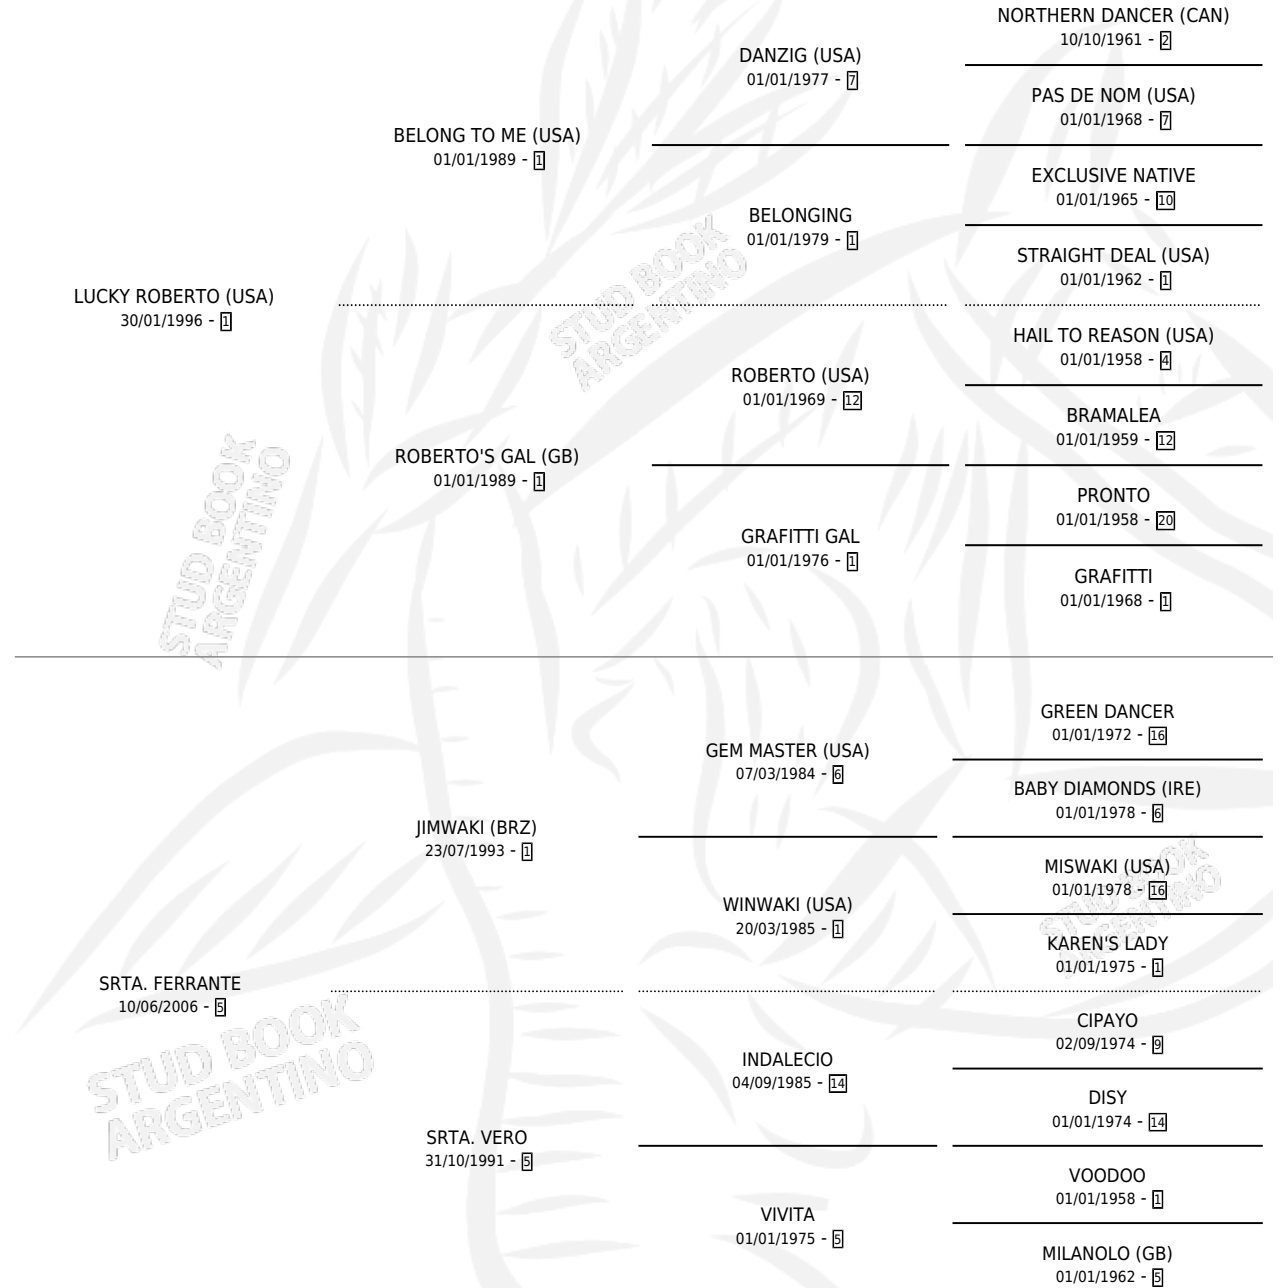 NORTHERN DANCER (CAN)
10/10/1961 - 2
DANZIG (USA)
01/01/1977 - 7
PAS DE NOM (USA)
01/01/1968 - 7
BELONG TO ME (USA)
01/01/1989 - 1
EXCLUSIVE NATIVE
01/01/1965 - 10
BELONGING
01/01/1979 - 1
STRAIGHT DEAL (USA)
01/01/1962 - 1
LUCKY ROBERTO (USA)
30/01/1996 - 1
STUD BOOK
ARGENTINO
HAIL TO REASON (USA)
01/01/1958 - 4
ROBERTO (USA)
01/01/1969 - 12
BRAMALEA
01/01/1959 - 12
ROBERTO'S GAL (GB)
01/01/1989 - 1
PRONTO
01/01/1958 - 20
GRAFITTI GAL
01/01/1976 - 1
GRAFITTI
01/01/1968 - 1
STUD BOOK
ARGENTINO
GREEN DANCER
01/01/1972 - 16
GEM MASTER (USA)
07/03/1984 - 6
BABY DIAMONDS (IRE)
01/01/1978 - 6
JIMWAKI (BRZ)
23/07/1993 - 1
MISWAKI (USA)
01/01/1978 - 16
WINWAKI (USA)
20/03/1985 - 1
KAREN'S LADY
01/01/1975 - 1
STUD BOOK
ARGENTINO
SRTA. FERRANTE
10/06/2006 - 5
CIPAYO
02/09/1974 - 9
INDALECIO
04/09/1985 - 14
DISY
01/01/1974 - 14
STUD BOOK
ARGENTINO
SRTA. VERO
31/10/1991 - 5
VOODOO
01/01/1958 - 1
VIVITA
01/01/1975 - 5
MILANOLO (GB)
01/01/1962 - 5